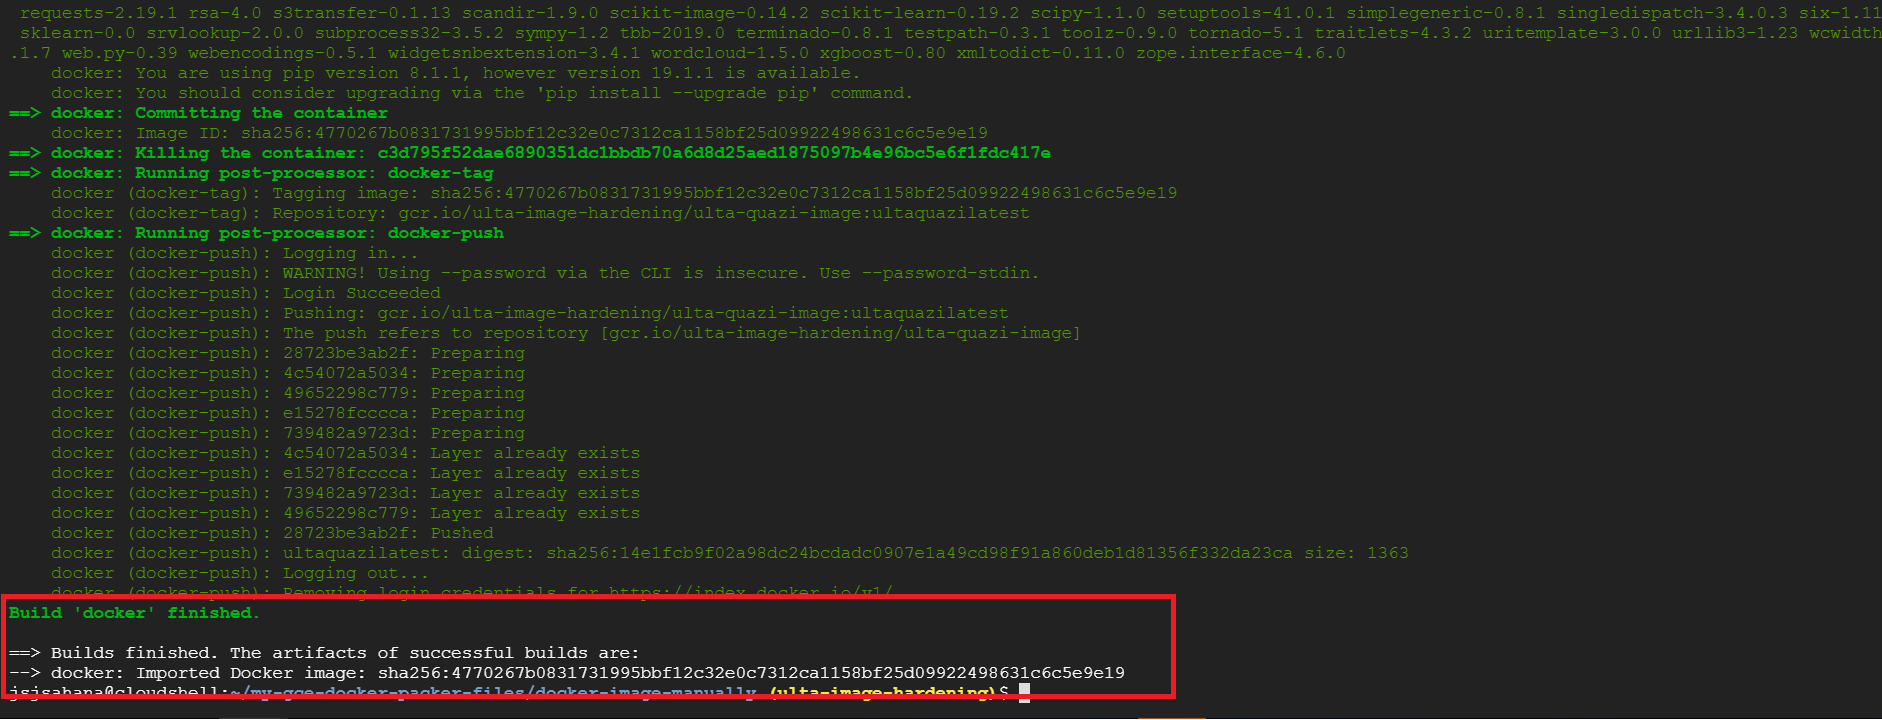 requests-2.19.1 rsa-4.0 s3transfer-0.1.13 scandir-1.9.0 scikit-image-0.14.2 scikit-learn-0.19.2 scipy-1.1.0 setuptools-41.0.1 simplegeneric-0.8.1 singledispatch-3.4.0.3 six-1.11
sklearn-0.0 srvlookup-2.0.0 subprocess32-3.5.2 sympy-1.2 tbb-2019.0 terminado-0.8.1 testpath-0.3.1 toolz-0.9.0 tornado-5.1 traitlets-4.3.2 uritemplate-3.0.0 urllib3-1.23 wcwidth
.1.7 web.py-0.39 webencodings-0.5.1 widgetsnbextension-3.4.1 wordcloud-1.5.0 xgboost-0.80 xmltodict-0.11.0 zope.interface-4.6.0
docker: You are using pip version 8.1.1, however version 19.1.1 is available.
docker: You should consider upgrading via the 'pip install --upgrade pip' command.
==> docker: Committing the container
docker: Image ID: sha256:4770267b0831731995bbf12c32e0c7312ca1158bf25d09922498631c6c5e9e19
==> docker: Killing the container: c3d795f52dae6890351dc1bbdb70a6d8d25aed1875097b4e96bc5e6f1fdc417e
==> docker: Running post-processor: docker-tag
docker (docker-tag): Tagging image: sha256:4770267b0831731995bbf12c32e0c7312ca1158bf25d09922498631c6c5e9e19
docker (docker-tag): Repository: gcr.io/ulta-image-hardening/ulta-quazi-image:ultaquazilatest
==> docker: Running post-processor: docker-push
docker (docker-push): Logging in...
docker (docker-push): WARNING! Using --password via the CLI is insecure. Use --password-stdin.
docker (docker-push): Login Succeeded
docker (docker-push): Pushing: gcr.io/ulta-image-hardening/ulta-quazi-image:ultaquazilatest
docker (docker-push): The push refers to repository [gcr.io/ulta-image-hardening/ulta-quazi-image]
docker (docker-push): 28723be3ab2f: Preparing
docker (docker-push): 4c54072a5034: Preparing
docker (docker-push): 49652298c779: Preparing
docker (docker-push): e15278fcccca: Preparing
docker (docker-push): 739482a9723d: Preparing
docker (docker-push): 4c54072a5034: Layer already exists
docker (docker-push): e15278fcccca: Layer already exists
docker (docker-push): 739482a9723d: Layer already exists
docker (docker-push): 49652298c779: Layer already exists
docker (docker-push): 28723be3ab2f: Pushed
docker (docker-push): ultaquazilatest: digest: sha256:14e1fcb9f02a98dc24bcdadc0907e1a49cd98f91a860deb1d81356f332da23ca size: 1363
docker (docker-push): Logging out...
docker (docker-push): Removing login credentials for https://index.docker.io/v1/
Build 'docker' finished.
==> Builds finished. The artifacts of successful builds are:
--> docker: Imported Docker image: sha256:4770267b0831731995bbf12c32e0c7312ca1158bf25d09922498631c6c5e9e19
jsjsahana@cloudshell:~/my-gce-docker-packer-files/docker-image-manually (ulta-image-hardening)$